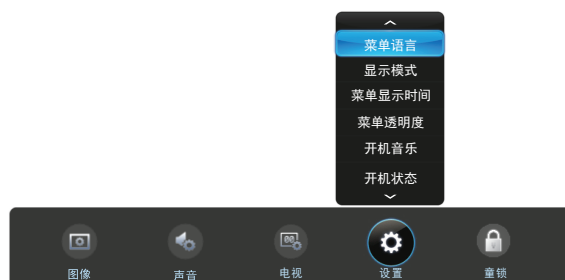 菜单语言
显示模式
菜单显示时间
菜单透明度
开机音乐
开机状态
图像
声音
电视
设置
童锁